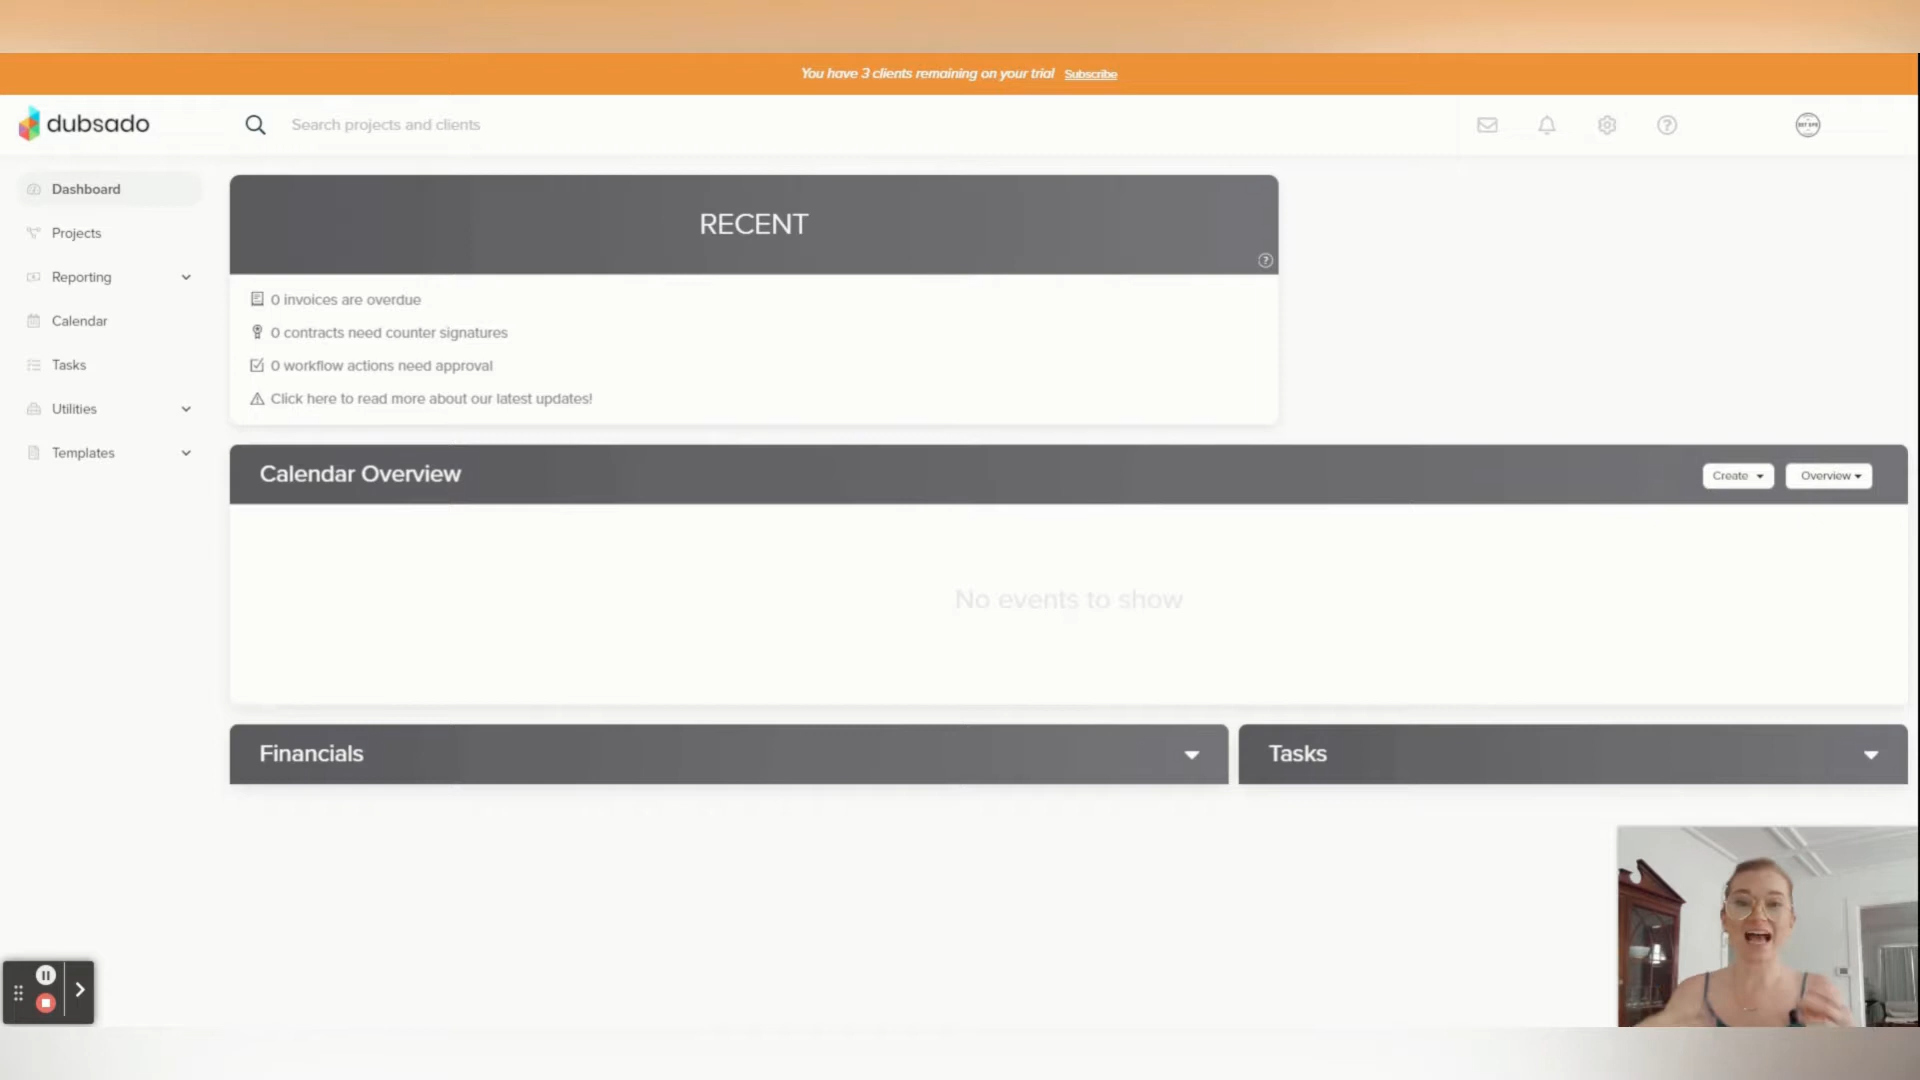 You have 3 clients remaining on your trial Subscribe
dubsado
Search projects and clients
Dashboard
Projects
Reporting
Calendar
Tasks
Utilities
Templates
RECENT
0 invoices are overdue
0 contracts need counter signatures
0 workflow actions need approval
Click here to read more about our latest updates!
Calendar Overview
Create
Overview
No events to show
Financials
Tasks